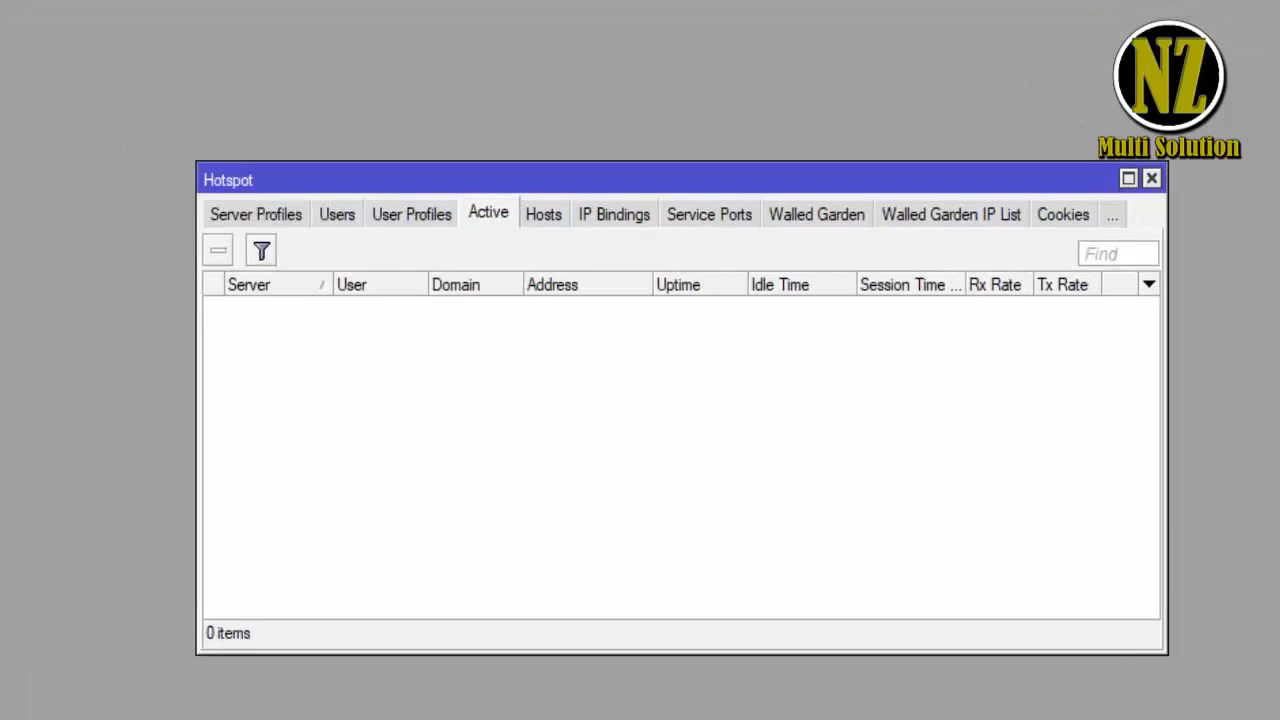 NZ
Multi Solution
Hotspot
Server Profiles Users User Profiles Active Hosts IP Bindings Service Ports Walled Garden Walled Garden IP List Cookies ...
Find
Server User Domain Address Uptime Idle Time Session Time ... Rx Rate Tx Rate
0 items